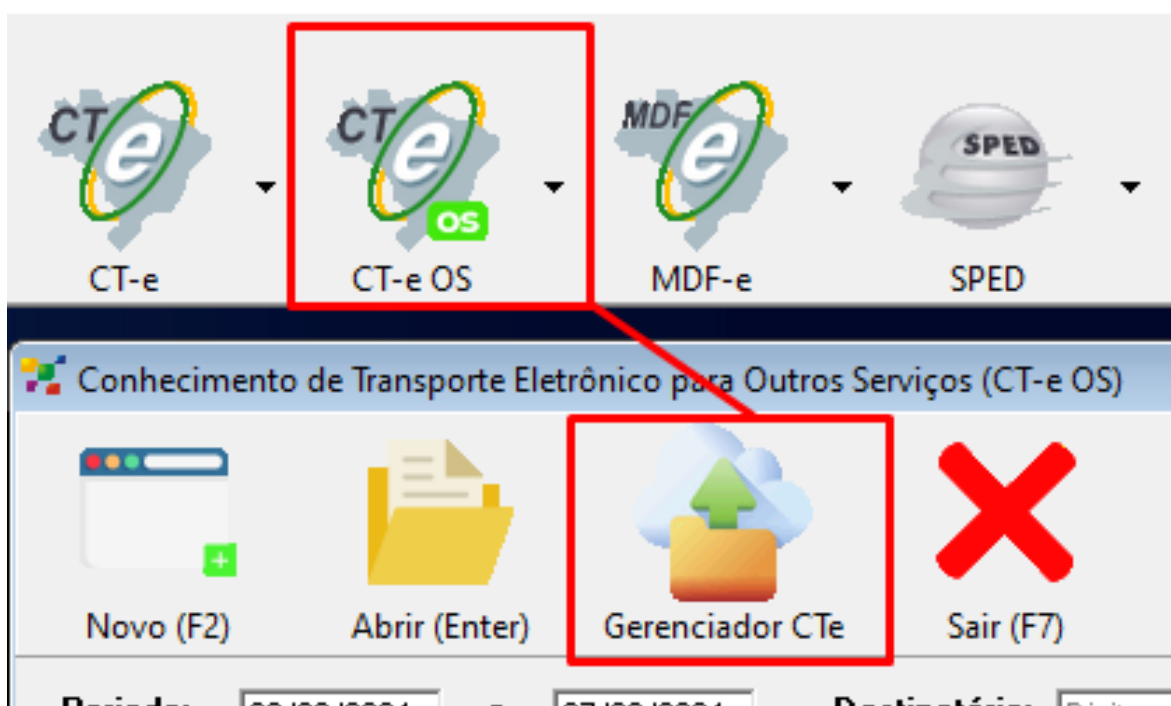 CT e
CT e OS
MDF e
SPED
CT-e
CT-e OS
MDF-e
SPED
Conhecimento de Transporte Eletrônico para Outros Serviços (CT-e OS)
Novo (F2)
Abrir (Enter)
Gerenciador CTe
Sair (F7)